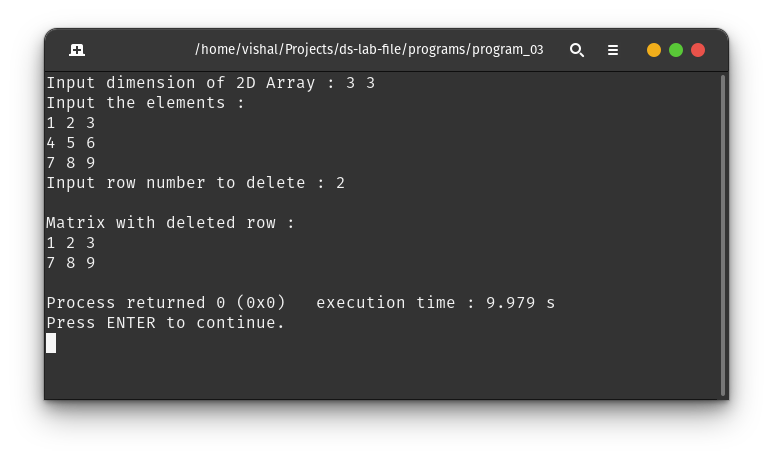 /home/vishal/Projects/ds-lab-file/programs/program_03
Input dimension of 2D Array : 3 3
Input the elements :
1 2 3
4 5 6
7 8 9
Input row number to delete : 2
Matrix with deleted row :
1 2 3
7 8 9
Process returned 0 (0x0)   execution time : 9.979 s
Press ENTER to continue.